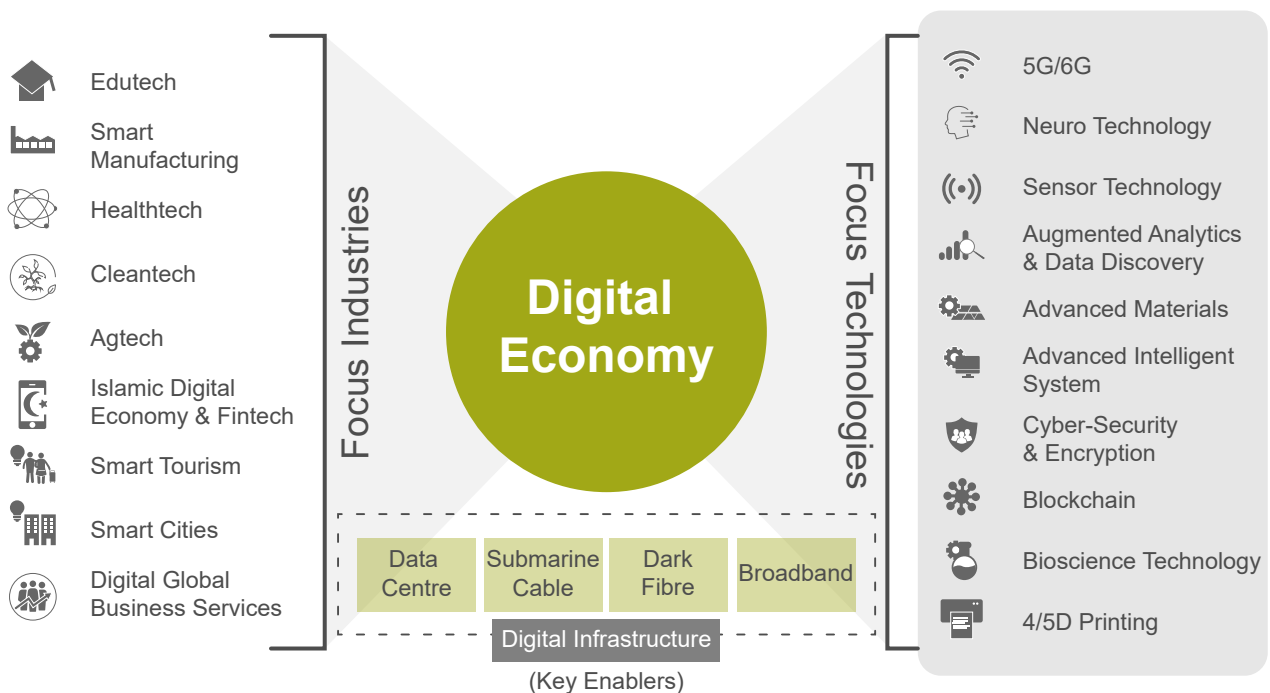 Edutech
Smart
Manufacturing
Healthtech
Cleantech
Agtech
Islamic Digital
Economy & Fintech
Smart Tourism
Smart Cities
Digital Global
Business Services
Focus Industries
Digital
Economy
Focus Technologies
5G/6G
Neuro Technology
Sensor Technology
Augmented Analytics
& Data Discovery
Advanced Materials
Advanced Intelligent
System
Cyber-Security
& Encryption
Blockchain
Bioscience Technology
4/5D Printing
Data
Centre
Submarine
Cable
Dark
Fibre
Broadband
Digital Infrastructure
(Key Enablers)